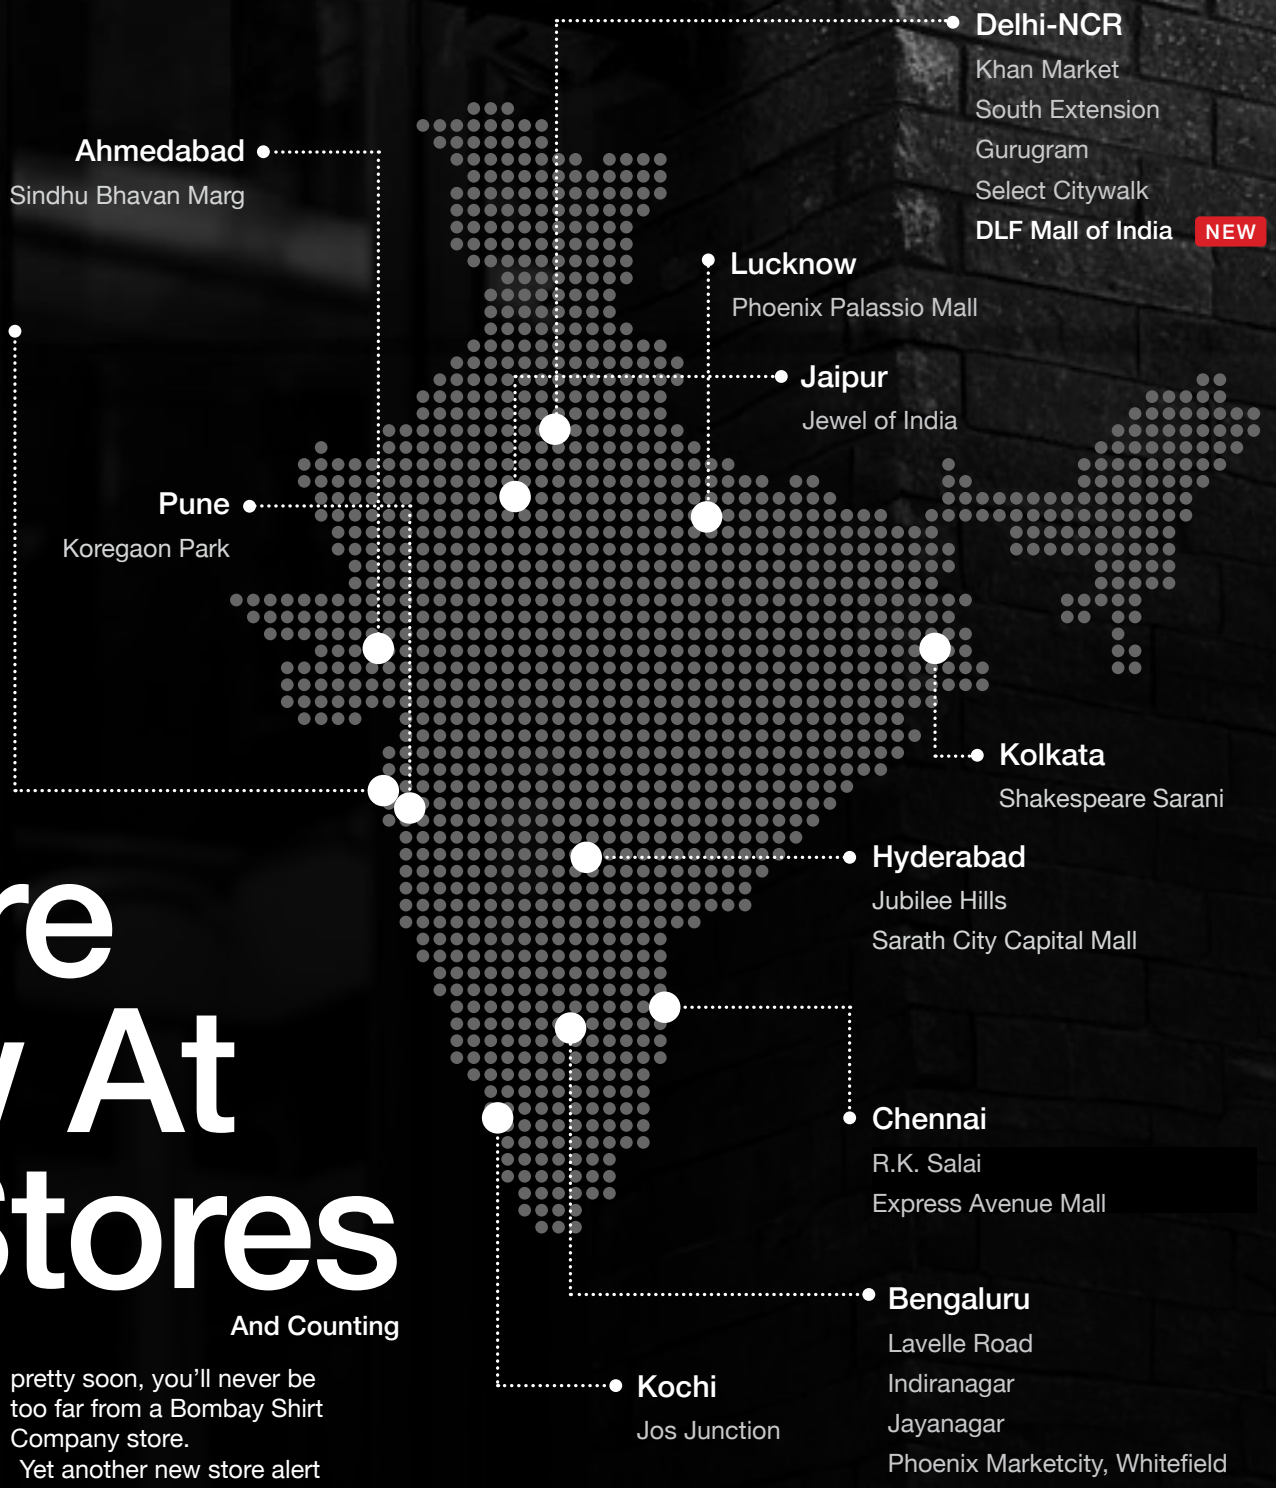 Delhi-NCR
Khan Market
South Extension
Gurugram
Select Citywalk
DLF Mall of India NEW
Ahmedabad
Sindhu Bhavan Marg
Lucknow
Phoenix Palassio Mall
Jaipur
Jewel of India
Pune
Koregaon Park
Kolkata
Shakespeare Sarani
Hyderabad
Jubilee Hills
Sarath City Capital Mall
Chennai
R.K. Salai
Express Avenue Mall
Bengaluru
Lavelle Road
Indiranagar
Jayanagar
Phoenix Marketcity, Whitefield
Kochi
Jos Junction
re
At
Stores
And Counting
pretty soon, you'll never be
too far from a Bombay Shirt
Company store.
Yet another new store alert